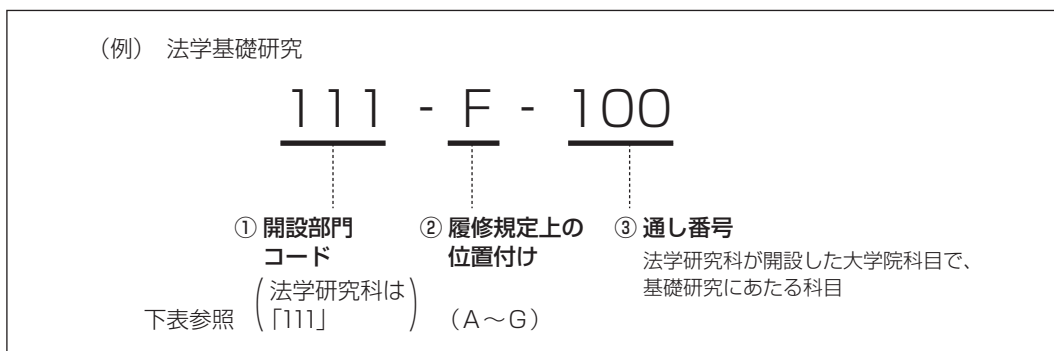 （例） 法学基礎研究
111 - F - 100
① 開設部門
コード
② 履修規定上の
位置付け
③ 通し番号
法学研究科が開設した大学院科目で、
基礎研究にあたる科目
下表参照 (法学研究科は
「111」)
（A～G）